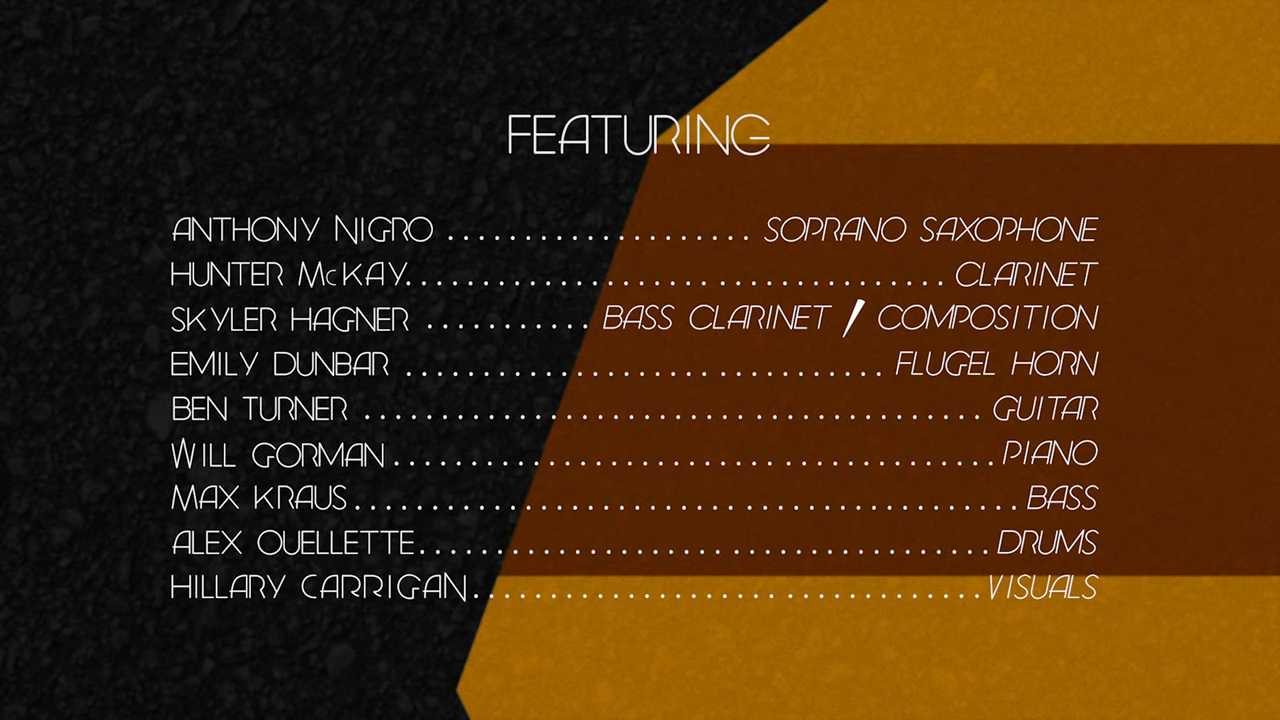 FEATURING
ANTHONY NIGRO ..................... SOPRANO SAXOPHONE
HUNTER McKAY................................... CLARINET
SKYLER HAGNER ........... BASS CLARINET / COMPOSITION
EMILY DUNBAR ............................... FLUGEL HORN
BEN TURNER ........................................ GUITAR
WILL GORMAN....................................... PIANO
MAX KRAUS........................................... BASS
ALEX OUELLETTE..................................... DRUMS
HILLARY CARRIGAN................................. VISUALS